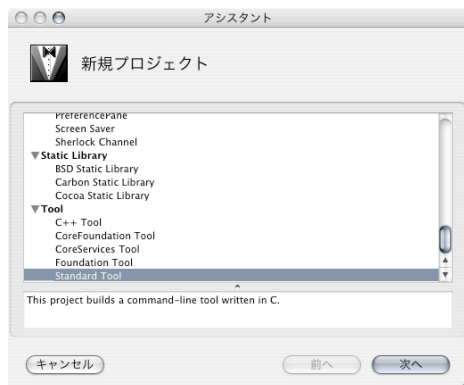 アシスタント
新規プロジェクト
PreferencePane
Screen Saver
Sherlock Channel
Static Library
BSD Static Library
Carbon Static Library
Cocoa Static Library
Tool
C++ Tool
CoreFoundation Tool
CoreServices Tool
Foundation Tool
Standard Tool
This project builds a command-line tool written in C.
キャンセル
前へ
次へ